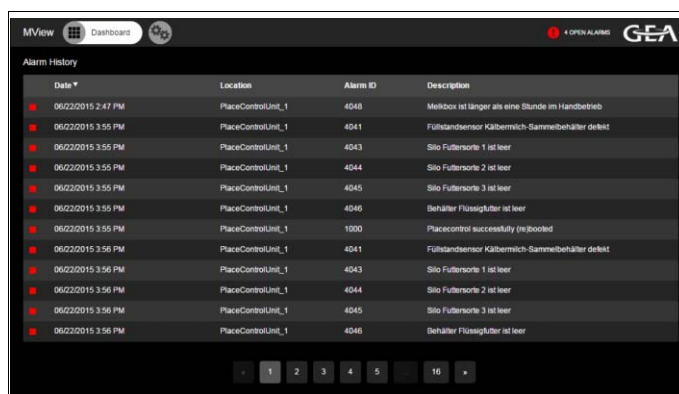 MView Dashboard 4 OPEN ALARMS GEA
Alarm History
Date Location Alarm ID Description
06/22/2015 2:47 PM PlaceControlUnit_1 4048 Melkbox ist länger als eine Stunde im Handbetrieb
06/22/2015 3:55 PM PlaceControlUnit_1 4041 Füllstandsensor Kälbermilch-Sammelbehälter defekt
06/22/2015 3:55 PM PlaceControlUnit_1 4043 Silo Futtersorte 1 ist leer
06/22/2015 3:55 PM PlaceControlUnit_1 4044 Silo Futtersorte 2 ist leer
06/22/2015 3:55 PM PlaceControlUnit_1 4045 Silo Futtersorte 3 ist leer
06/22/2015 3:55 PM PlaceControlUnit_1 4046 Behälter Flüssigfutter ist leer
06/22/2015 3:55 PM PlaceControlUnit_1 1000 Placecontrol successfully (re)booted
06/22/2015 3:56 PM PlaceControlUnit_1 4041 Füllstandsensor Kälbermilch-Sammelbehälter defekt
06/22/2015 3:56 PM PlaceControlUnit_1 4043 Silo Futtersorte 1 ist leer
06/22/2015 3:56 PM PlaceControlUnit_1 4044 Silo Futtersorte 2 ist leer
06/22/2015 3:56 PM PlaceControlUnit_1 4045 Silo Futtersorte 3 ist leer
06/22/2015 3:56 PM PlaceControlUnit_1 4046 Behälter Flüssigfutter ist leer
« 1 2 3 4 5 ... 16 »